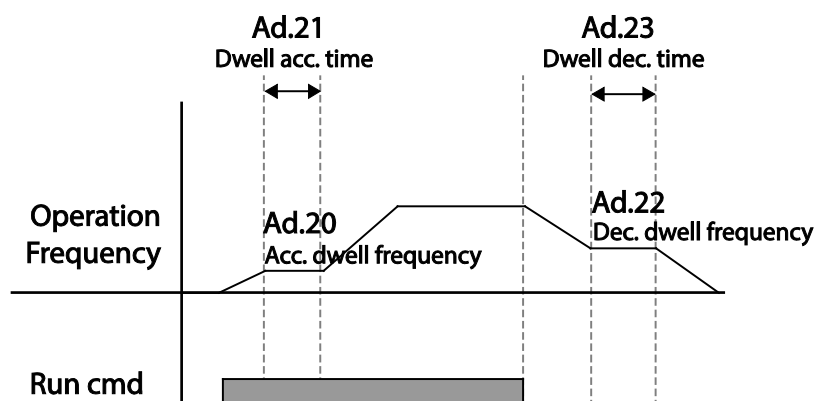 Ad.21
Dwell acc. time
Ad.23
Dwell dec. time
Operation
Frequency
Ad.20
Acc. dwell frequency
Ad.22
Dec. dwell frequency
Run cmd